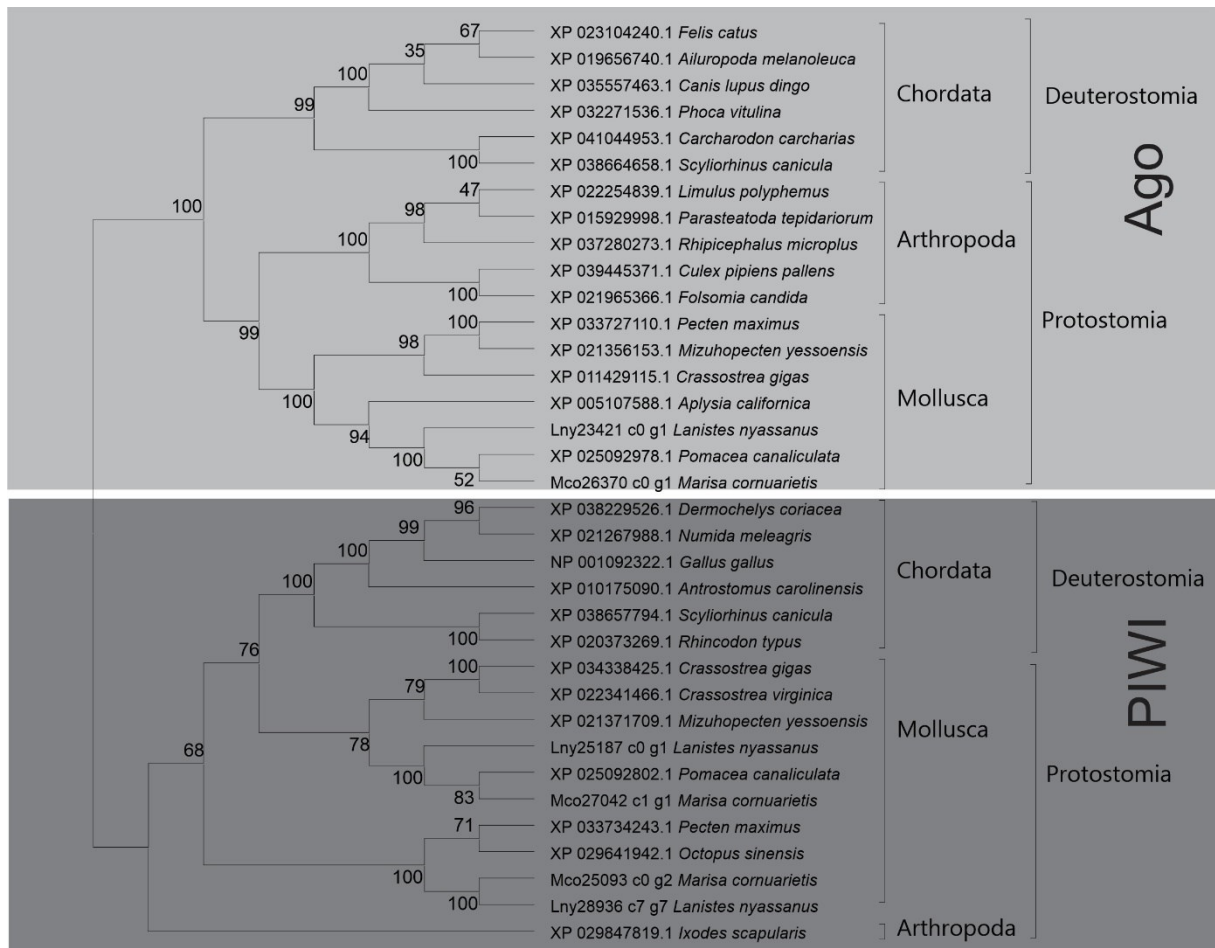 67
XP 023104240.1 Felis catus
35
XP 019656740.1 Ailuropoda melanoleuca
100
XP 035557463.1 Canis lupus dingo
Chordata
Deuterostomia
99
XP 032271536.1 Phoca vitulina
XP 041044953.1 Carcharodon carcharias
100
XP 038664658.1 Scyliorhinus canicula
Ago
47
XP 022254839.1 Limulus polyphemus
100
98
XP 015929998.1 Parasteatoda tepidariorum
100
XP 037280273.1 Rhipicephalus microplus
Arthropoda
XP 039445371.1 Culex pipiens pallens
100
XP 021965366.1 Folsomia candida
99
100
XP 033727110.1 Pecten maximus
Protostomia
98
XP 021356153.1 Mizuhopecten yessoensis
XP 011429115.1 Crassostrea gigas
Mollusca
100
XP 005107588.1 Aplysia californica
94
Lny23421 c0 g1 Lanistes nyassanus
100
XP 025092978.1 Pomacea canaliculata
52
Mco26370 c0 g1 Marisa cornuarietis
96
XP 038229526.1 Dermochelys coriacea
99
XP 021267988.1 Numida meleagris
100
NP 001092322.1 Gallus gallus
Chordata
Deuterostomia
100
XP 010175090.1 Antrostomus carolinensis
XP 038657794.1 Scyliorhinus canicula
100
XP 020373269.1 Rhincodon typus
PIWI
76
100
XP 034338425.1 Crassostrea gigas
79
XP 022341466.1 Crassostrea virginica
XP 021371709.1 Mizuhopecten yessoensis
Mollusca
68
78
Lny25187 c0 g1 Lanistes nyassanus
100
XP 025092802.1 Pomacea canaliculata
Protostomia
83
Mco27042 c1 g1 Marisa cornuarietis
71
XP 033734243.1 Pecten maximus
XP 029641942.1 Octopus sinensis
100
Mco25093 c0 g2 Marisa cornuarietis
100
Lny28936 c7 g7 Lanistes nyassanus
XP 029847819.1 Ixodes scapularis
Arthropoda